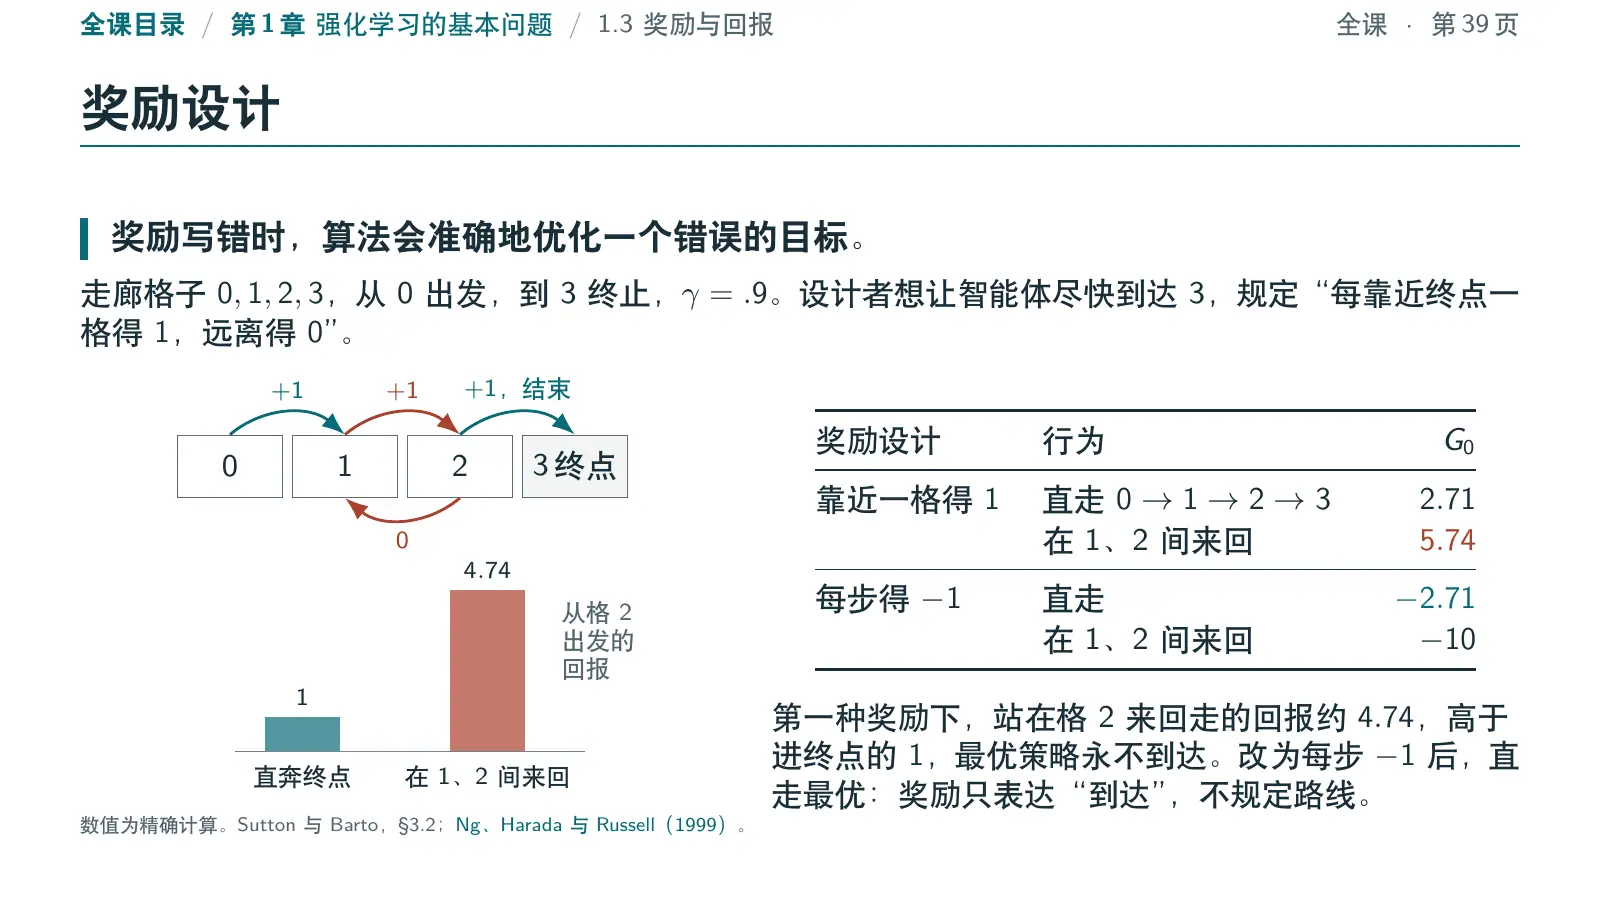 全课目录 / 第1章 强化学习的基本问题 / 1.3 奖励与回报
全课 · 第39页
奖励设计
奖励写错时，算法会准确地优化一个错误的目标。
走廊格子 0, 1, 2, 3，从 0 出发，到 3 终止，γ = .9。设计者想让智能体尽快到达 3，规定“每靠近终点一
格得 1，远离得 0”。
+1
+1
+1，结束
0
1
2
3终点
0
4.74
从格 2
出发的
回报
1
直奔终点
在 1、2 间来回
数值为精确计算。Sutton 与 Barto，§3.2；Ng、Harada 与 Russell（1999）。
奖励设计 行为 G0
靠近一格得 1 直走 0 → 1 → 2 → 3 2.71
在 1、2 间来回 5.74
每步得 −1 直走 −2.71
在 1、2 间来回 −10
第一种奖励下，站在格 2 来回走的回报约 4.74，高于
进终点的 1，最优策略永不到达。改为每步 −1 后，直
走最优：奖励只表达“到达”，不规定路线。